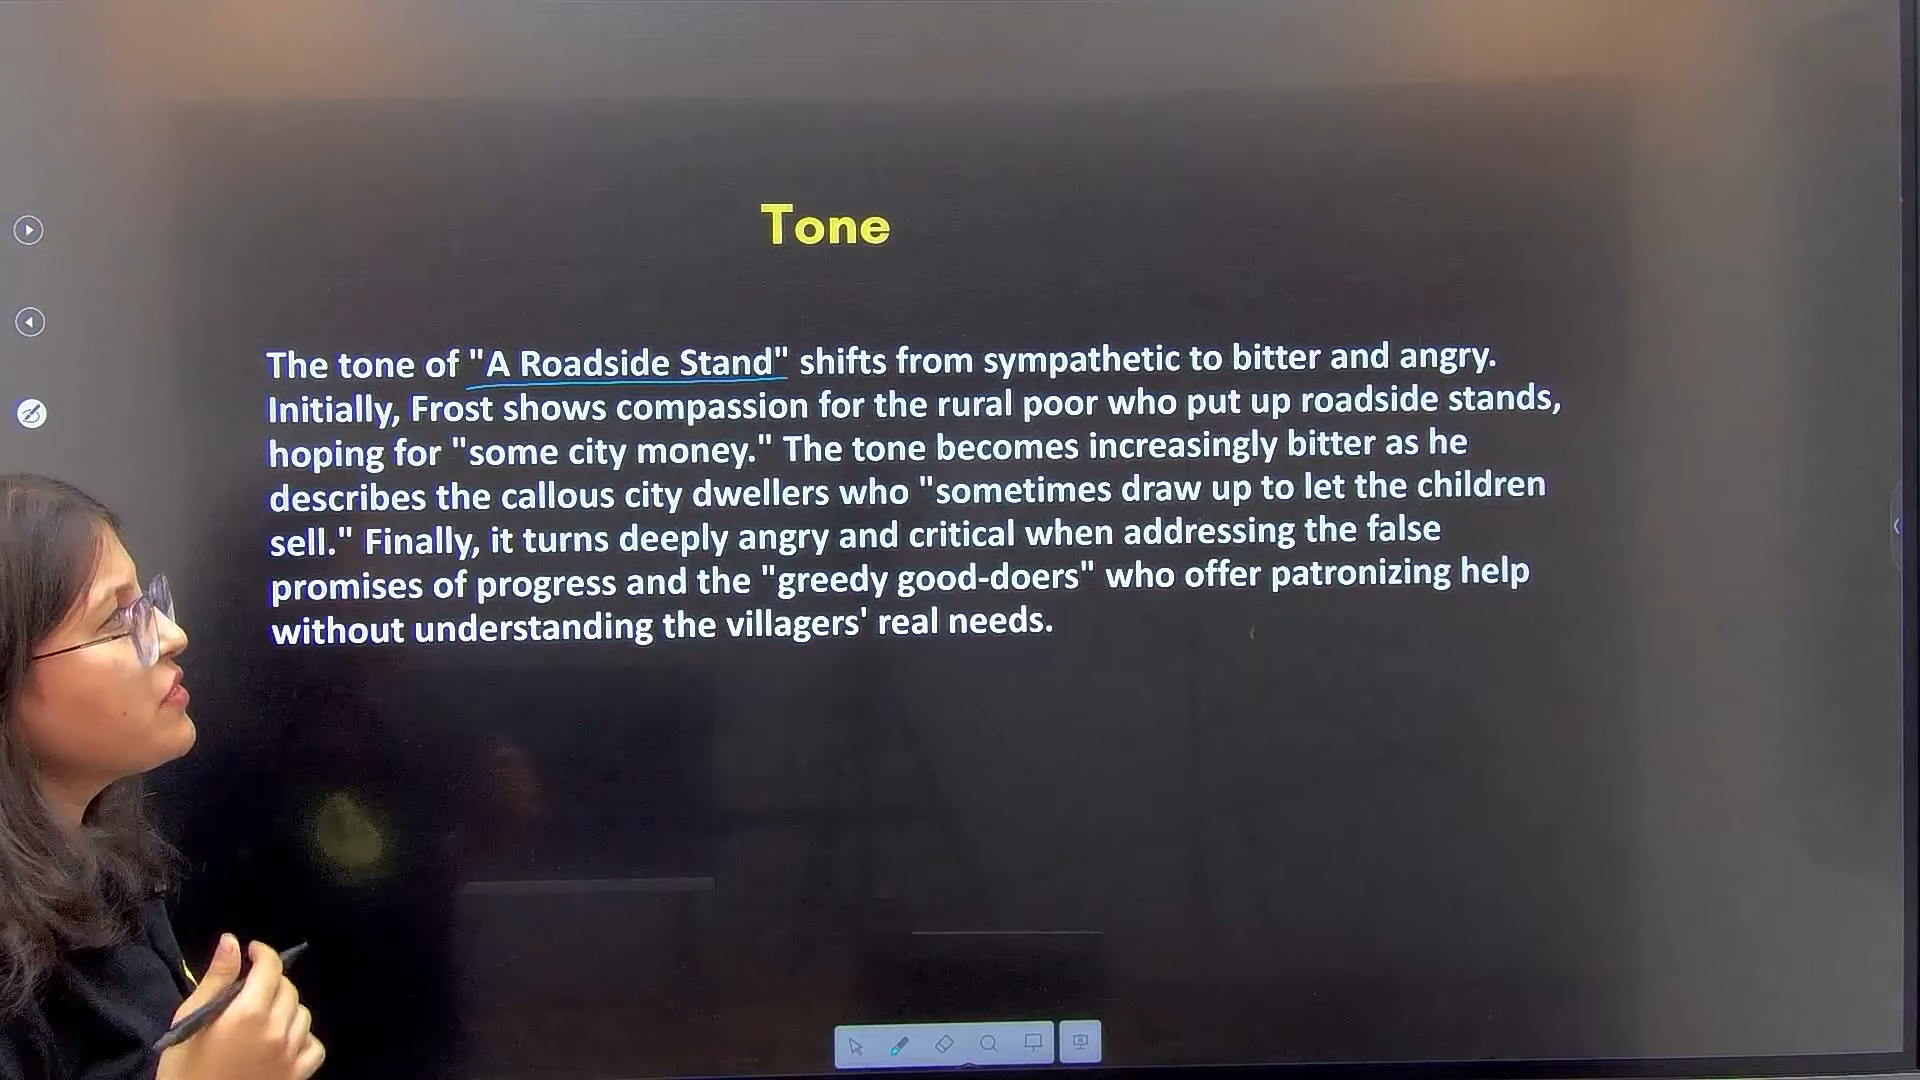 Tone
The tone of "A Roadside Stand" shifts from sympathetic to bitter and angry.
Initially, Frost shows compassion for the rural poor who put up roadside stands,
hoping for "some city money." The tone becomes increasingly bitter as he
describes the callous city dwellers who "sometimes draw up to let the children
sell." Finally, it turns deeply angry and critical when addressing the false
promises of progress and the "greedy good-doers" who offer patronizing help
without understanding the villagers' real needs.